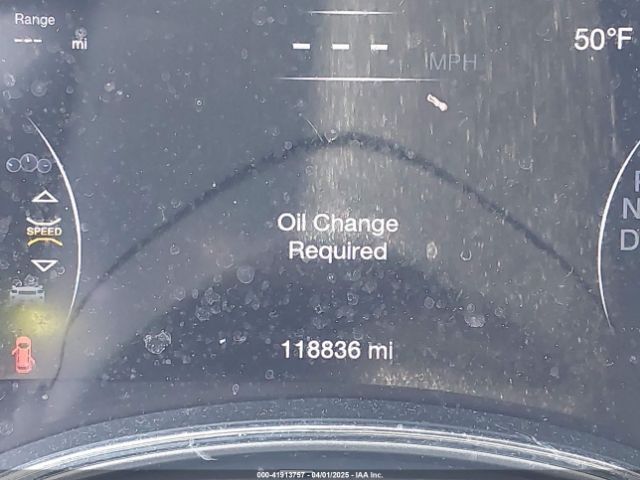 Range
--- mi
- - -
MPH
50°F
SPEED
N
D
Oil Change
Required
118836 mi
000-41913757 - 04/01/2025 - IAA Inc.